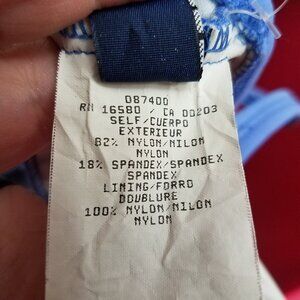 087400
RN 16580 / CA 00203
SELF/CUERPO
EXTERIEUR
82% NYLON/NILON
NYLON
18% SPANDEX/SPANDEX
SPANDEX
LINING/FORRO
DOUBLURE
100% NYLON/NILON
NYLON